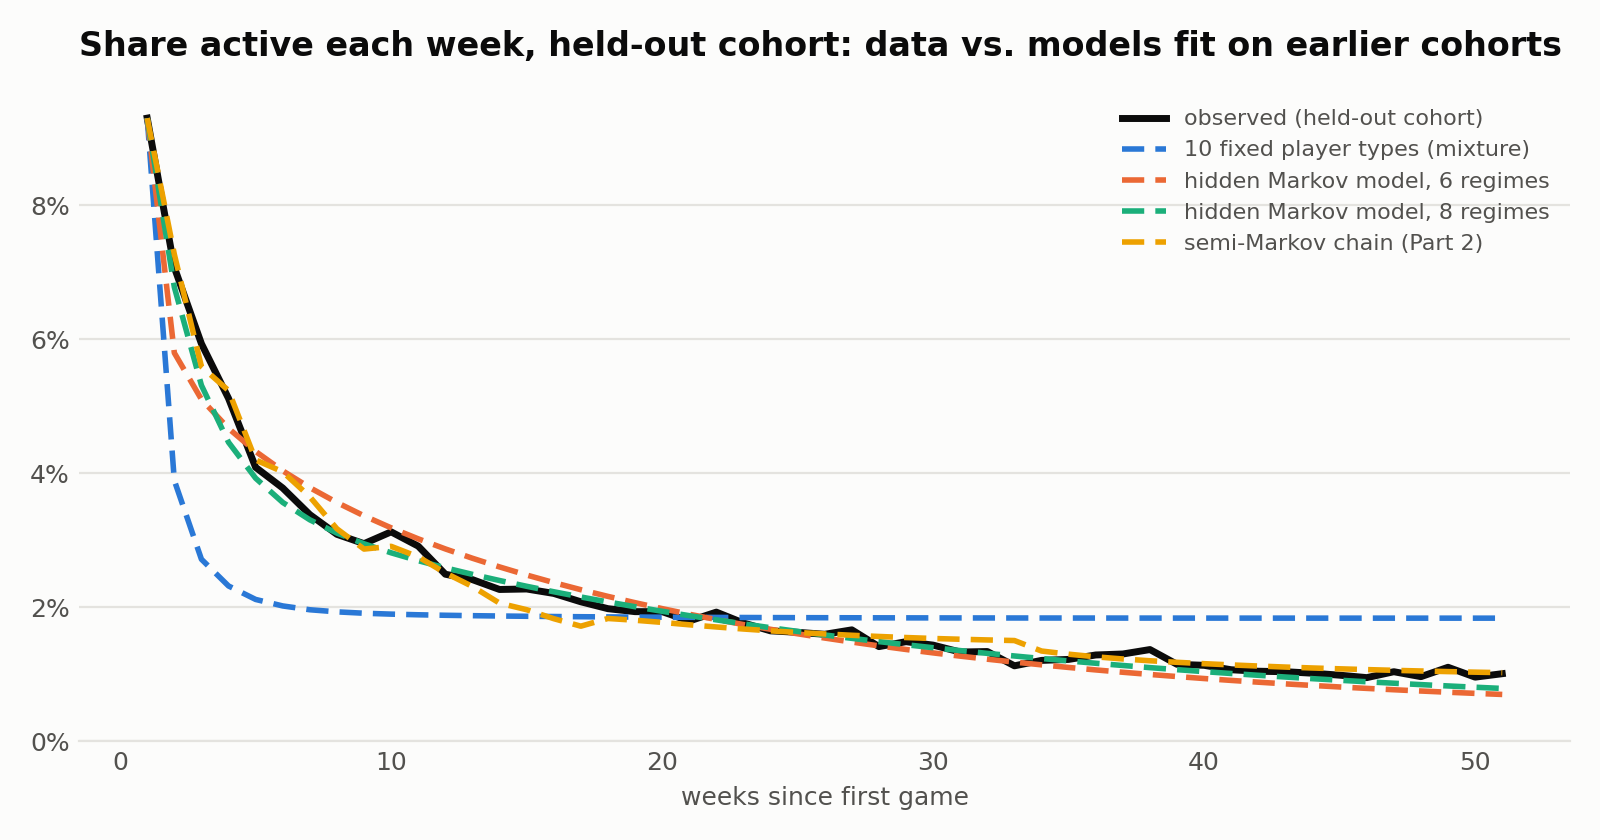 Share active each week, held-out cohort: data vs. models fit on earlier cohorts
observed (held-out cohort)
10 fixed player types (mixture)
hidden Markov model, 6 regimes
hidden Markov model, 8 regimes
semi-Markov chain (Part 2)
8%
6%
4%
2%
0%
0 10 20 30 40 50
weeks since first game